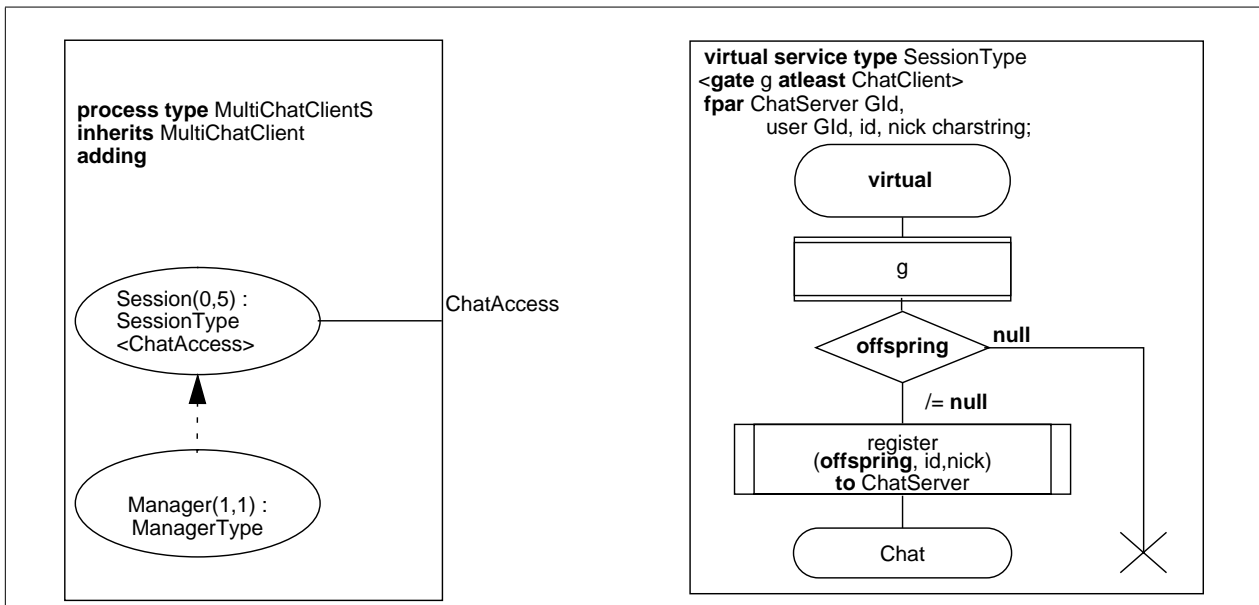 process type MultiChatClientS
inherits MultiChatClient
adding
Session(0,5) :
SessionType
<ChatAccess>
ChatAccess
Manager(1,1) :
ManagerType
virtual service type SessionType
<gate g atleast ChatClient>
fpar ChatServer GId,
user GId, id, nick charstring;
virtual
g
offspring
null
/= null
register
(offspring, id,nick)
to ChatServer
Chat